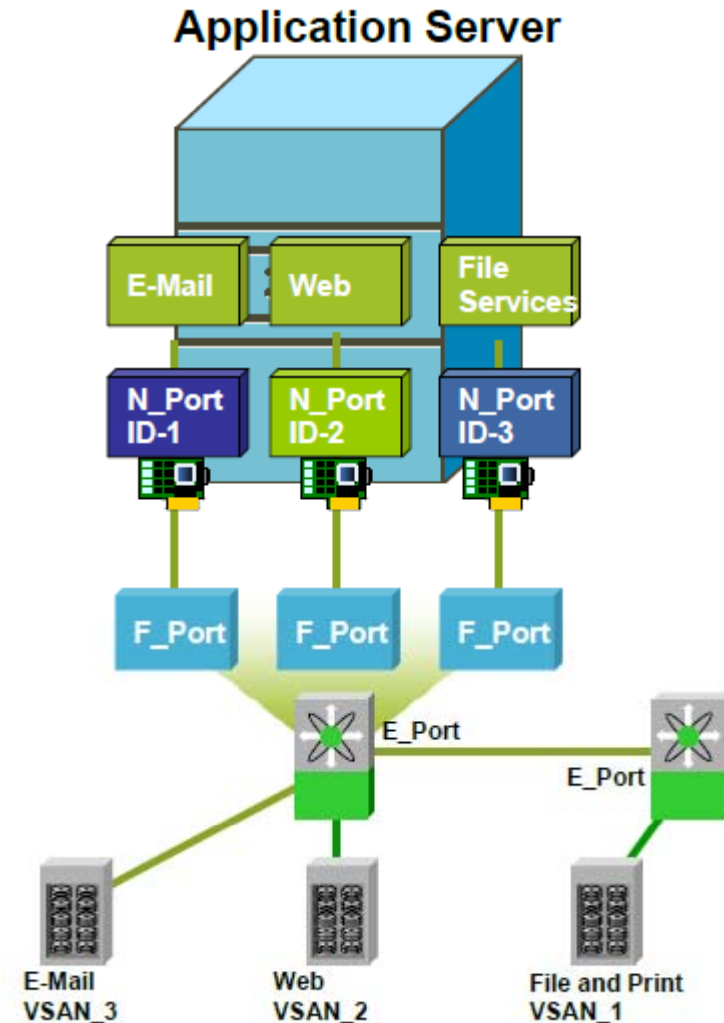 Application Server
E-Mail
Web
File
Services
N_Port
ID-1
N_Port
ID-2
N_Port
ID-3
F_Port
F_Port
F_Port
E_Port
E_Port
E-Mail
VSAN_3
Web
VSAN_2
File and Print
VSAN_1